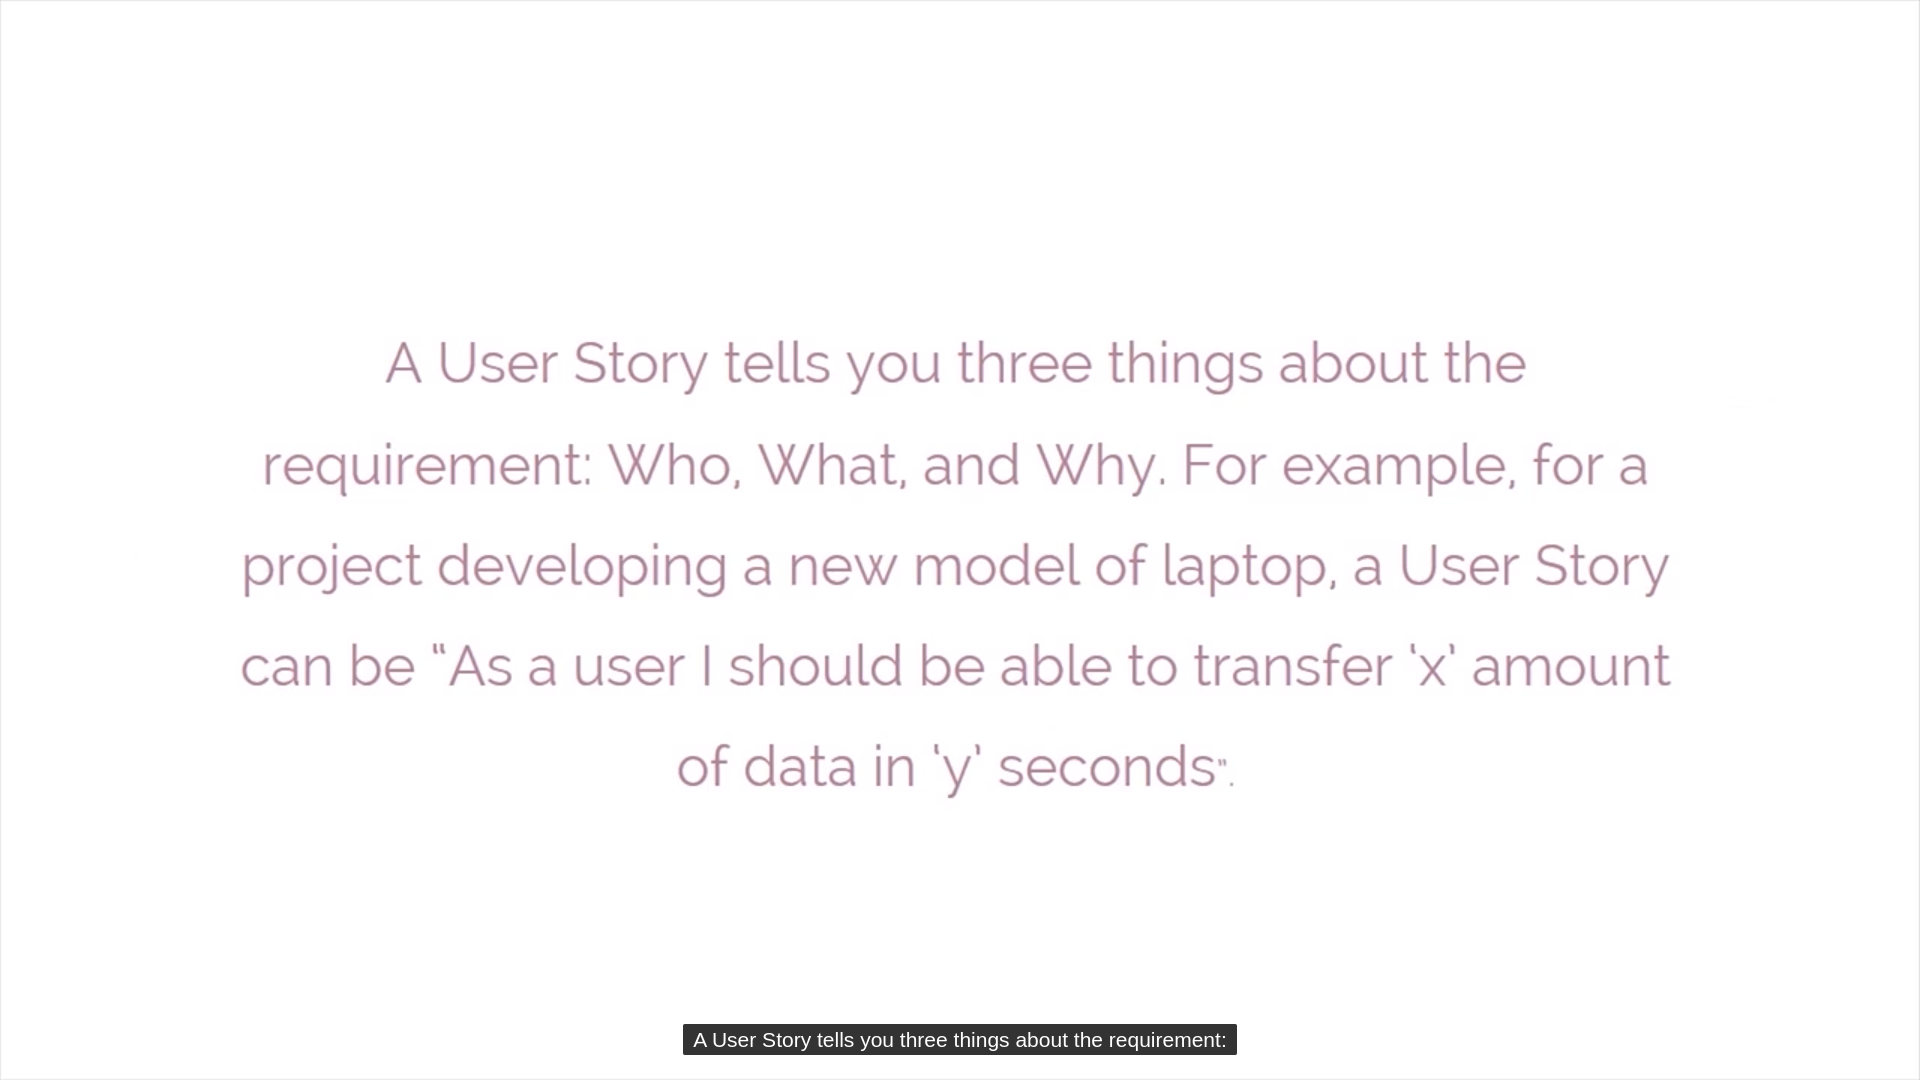 A User Story tells you three things about the
requirement: Who, What, and Why. For example, for a
project developing a new model of laptop, a User Story
can be “As a user I should be able to transfer ‘x’ amount
of data in ‘y’ seconds”.
A User Story tells you three things about the requirement: